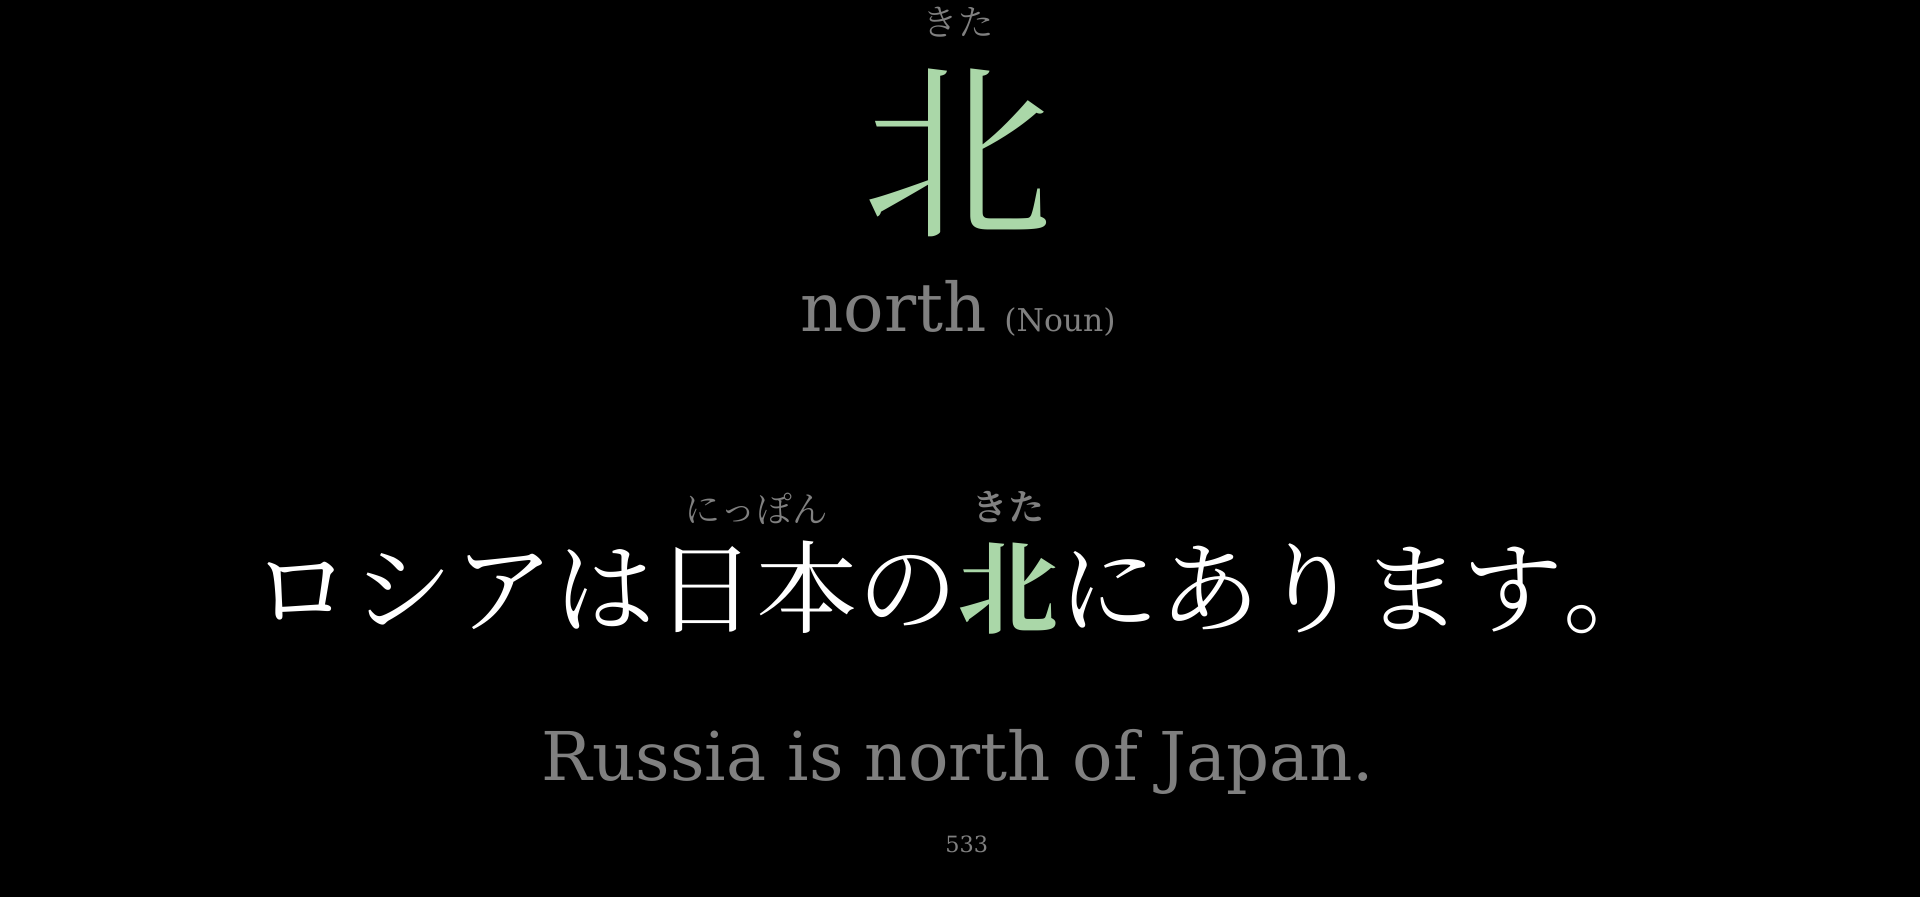 きた
北
north (Noun)
にっぽん きた
ロシアは日本の北にあります。
Russia is north of Japan.
533